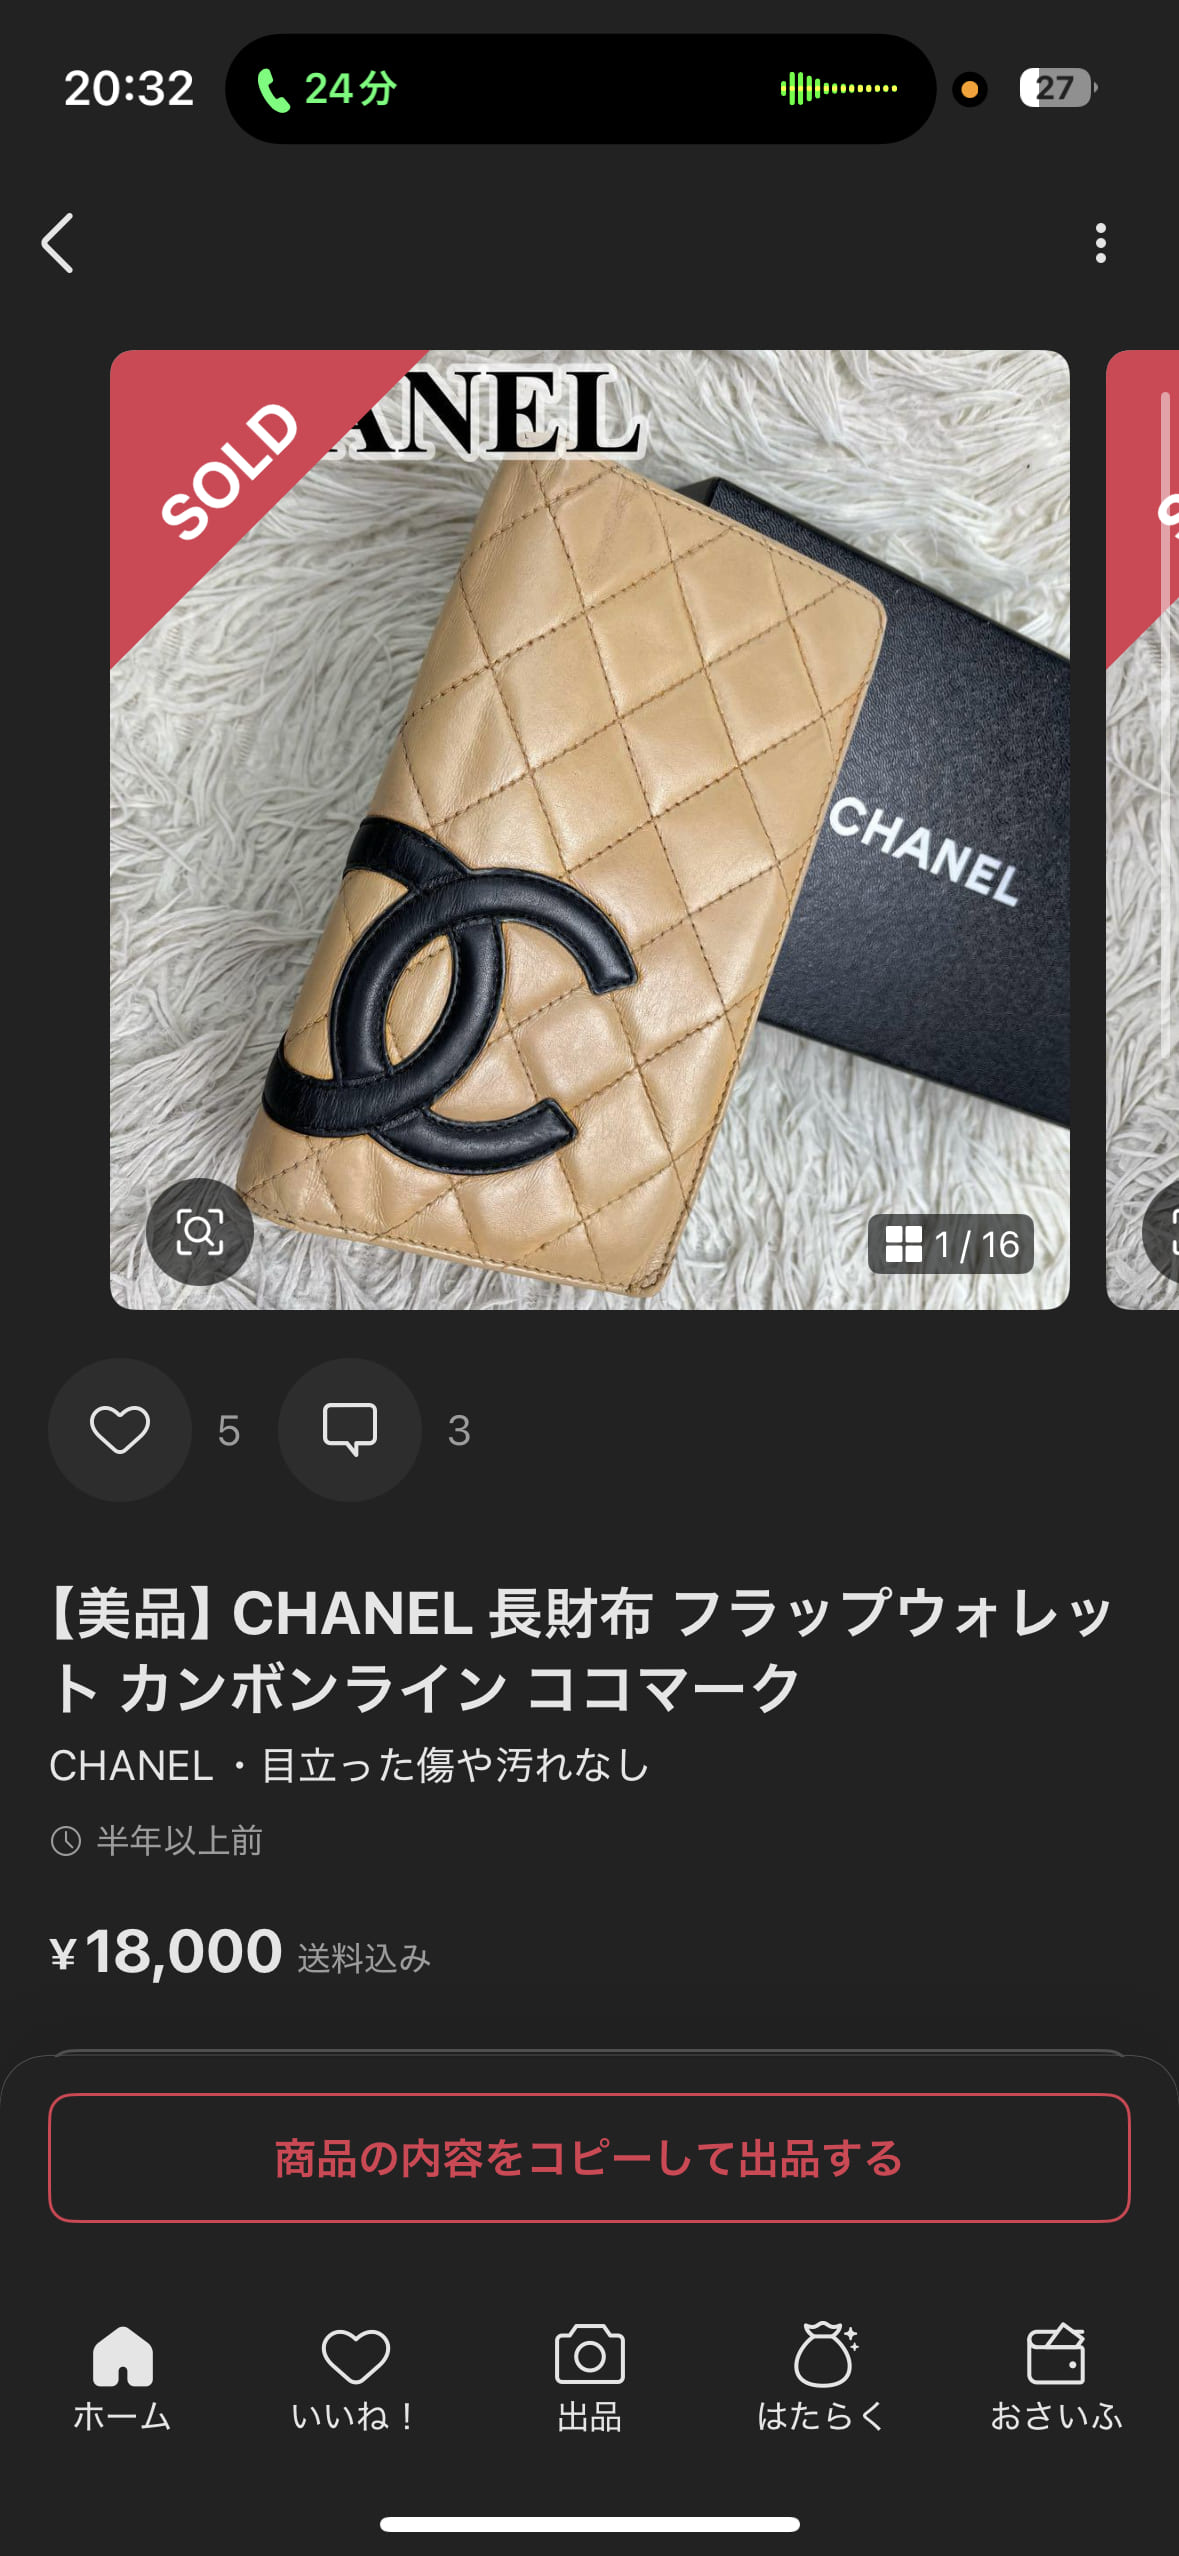 20:32
24分
27
SOLD
ANEL
CHANEL
1 / 16
5
3
【美品】CHANEL 長財布 フラップウォレッ
ト カンボンライン ココマーク
CHANEL・目立った傷や汚れなし
半年以上前
¥18,000 送料込み
商品の内容をコピーして出品する
ホーム
いいね！
出品
はたらく
おさいふ